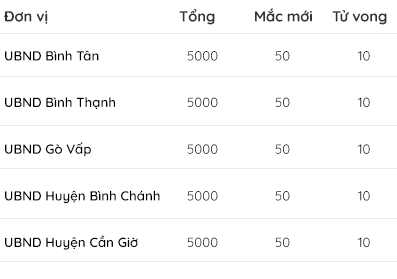 Đơn vị Tổng Mắc mới Tử vong
UBND Bình Tân 5000 50 10
UBND Bình Thạnh 5000 50 10
UBND Gò Vấp 5000 50 10
UBND Huyện Bình Chánh 5000 50 10
UBND Huyện Cần Giờ 5000 50 10